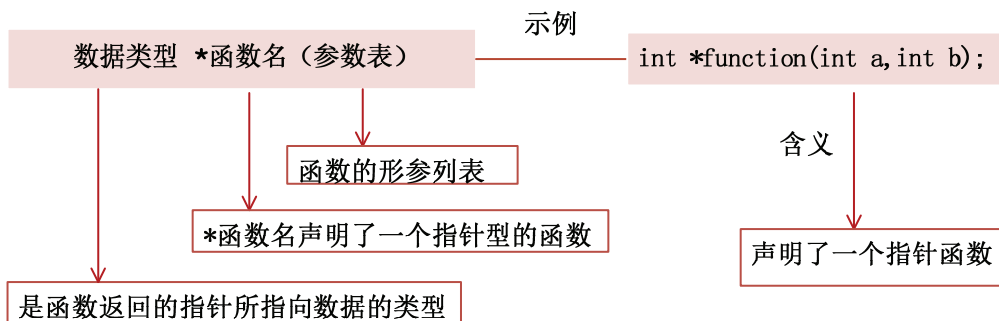 示例
数据类型 *函数名（参数表）
int *function(int a,int b);
含义
函数的形参列表
*函数名声明了一个指针型的函数
声明了一个指针函数
是函数返回的指针所指向数据的类型